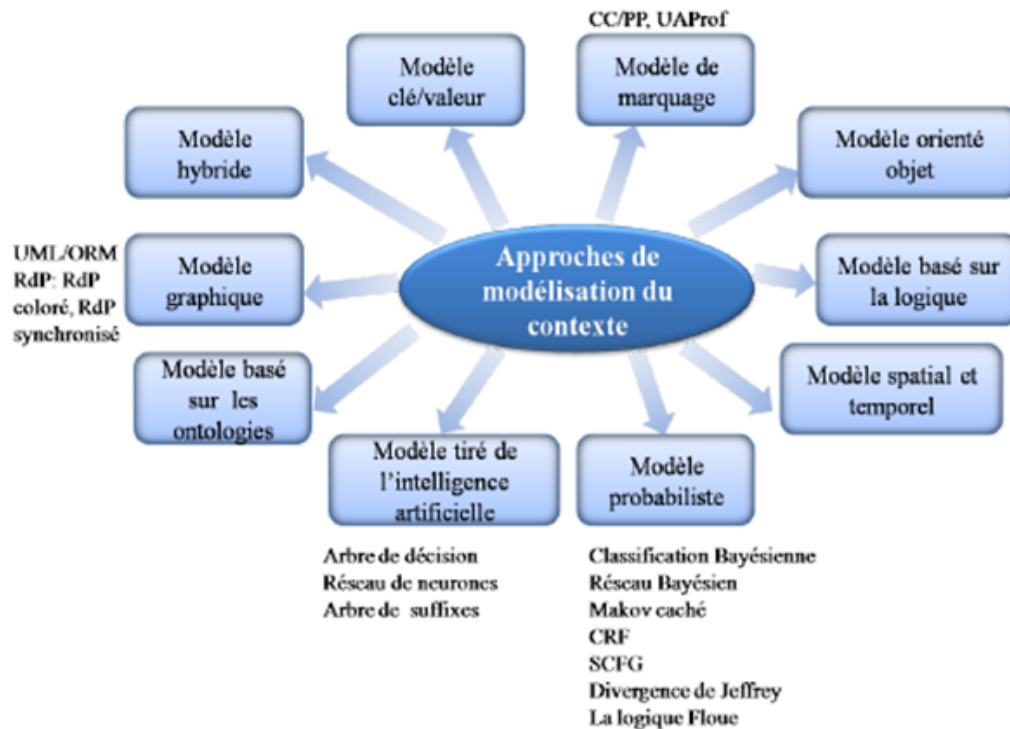 CC/PP, UAProf
Modèle
clé/valeur
Modèle de
marquage
Modèle
hybride
Modèle orienté
objet
UML/ORM
RdP: RdP
coloré, RdP
synchronisé
Modèle
graphique
Approches de
modélisation du
contexte
Modèle basé sur
la logique
Modèle basé
sur les
ontologies
Modèle spatial et
temporel
Modèle tiré de
l’intelligence
artificielle
Modèle
probabiliste
Arbre de décision
Réseau de neurones
Arbre de suffixes
Classification Bayésienne
Réseau Bayésien
Makov caché
CRF
SCFG
Divergence de Jeffrey
La logique Floue